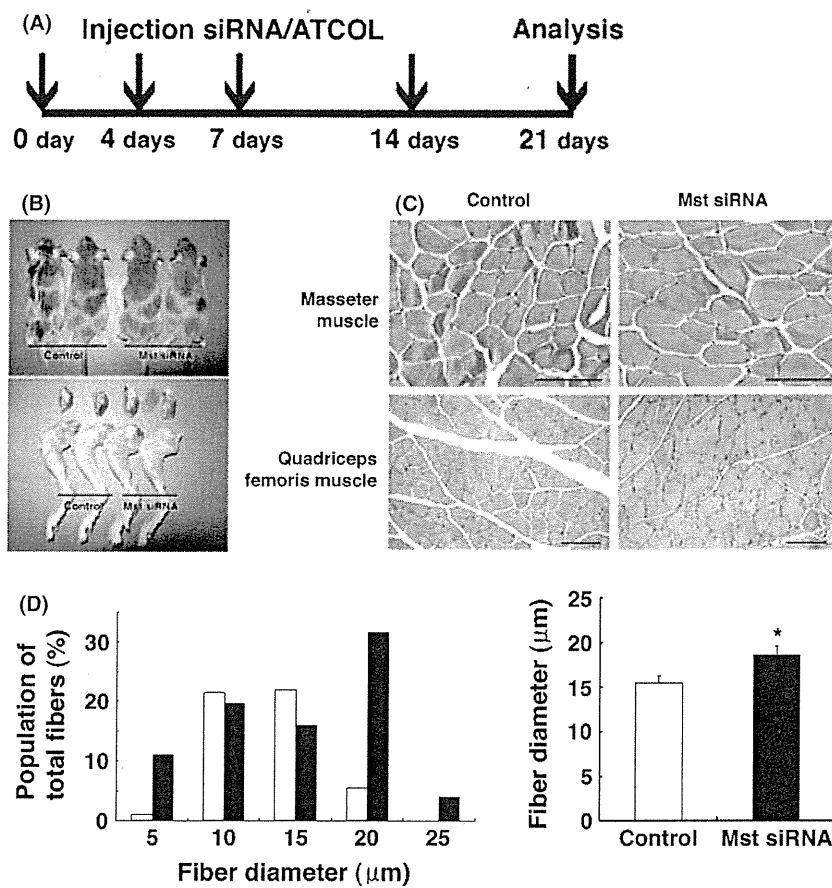 (A)
Injection siRNA/ATCOL
Analysis
0 day
4 days
7 days
14 days
21 days
(B)
Control
Mst siRNA
Control
Mst siRNA
(C)
Control
Mst siRNA
Masseter
muscle
Quadriceps
femoris muscle
(D)
Population of
total fibers (%)
30
20
10
0
5
10
15
20
25
Fiber diameter (μm)
Fiber diameter (μm)
25
20
15
10
5
0
*
Control
Mst siRNA